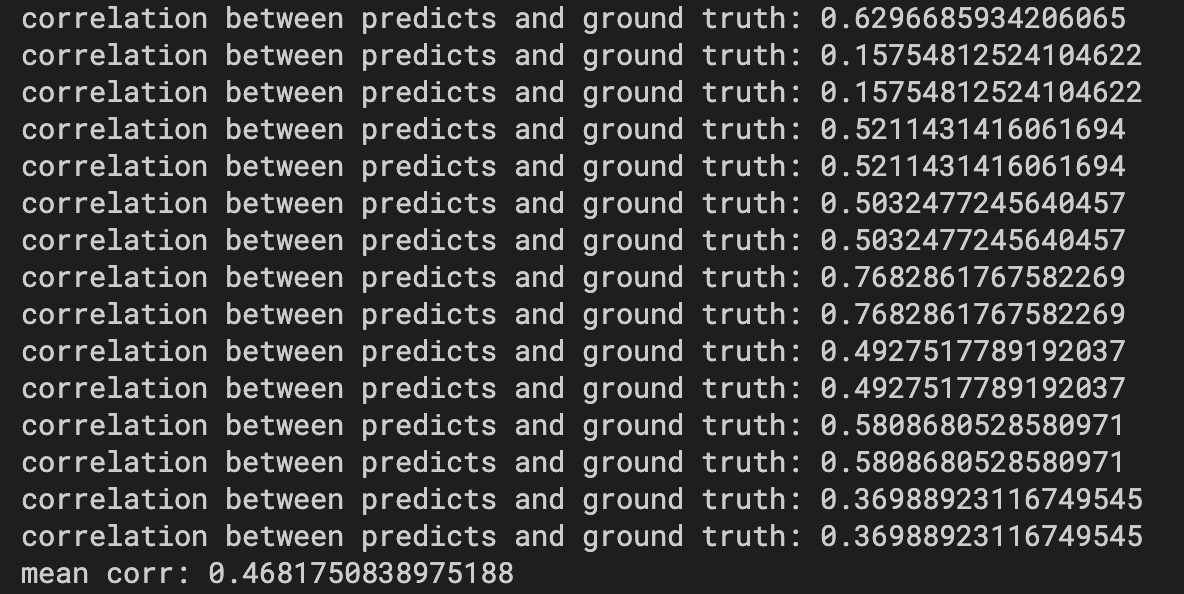 correlation between predicts and ground truth: 0.6296685934206065
correlation between predicts and ground truth: 0.15754812524104622
correlation between predicts and ground truth: 0.15754812524104622
correlation between predicts and ground truth: 0.5211431416061694
correlation between predicts and ground truth: 0.5211431416061694
correlation between predicts and ground truth: 0.5032477245640457
correlation between predicts and ground truth: 0.5032477245640457
correlation between predicts and ground truth: 0.7682861767582269
correlation between predicts and ground truth: 0.7682861767582269
correlation between predicts and ground truth: 0.4927517789192037
correlation between predicts and ground truth: 0.4927517789192037
correlation between predicts and ground truth: 0.5808680528580971
correlation between predicts and ground truth: 0.5808680528580971
correlation between predicts and ground truth: 0.36988923116749545
correlation between predicts and ground truth: 0.36988923116749545
mean corr: 0.4681750838975188